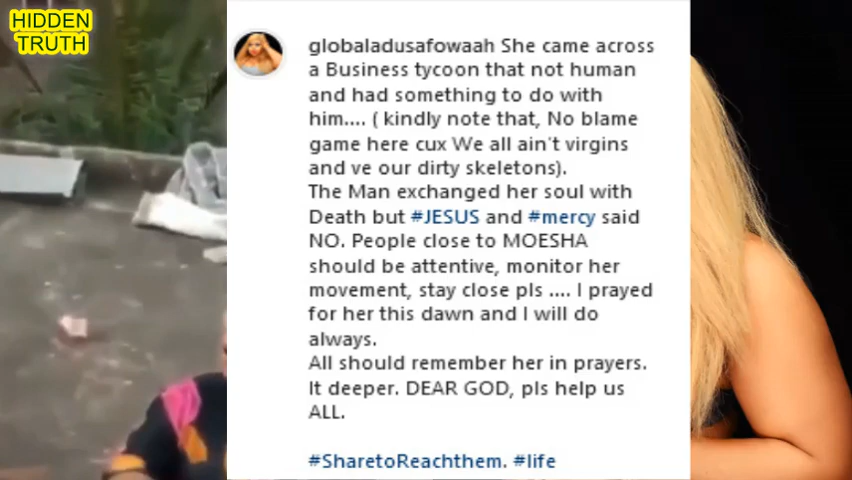 HIDDEN
TRUTH
globaladusafowaah She came across
a Business tycoon that not human
and had something to do with
him.... ( kindly note that, No blame
game here cux We all ain't virgins
and ve our dirty skeletons).
The Man exchanged her soul with
Death but #JESUS and #mercy said
NO. People close to MOESHA
should be attentive, monitor her
movement, stay close pls .... I prayed
for her this dawn and I will do
always.
All should remember her in prayers.
It deeper. DEAR GOD, pls help us
ALL.
#SharetoReachthem. #life